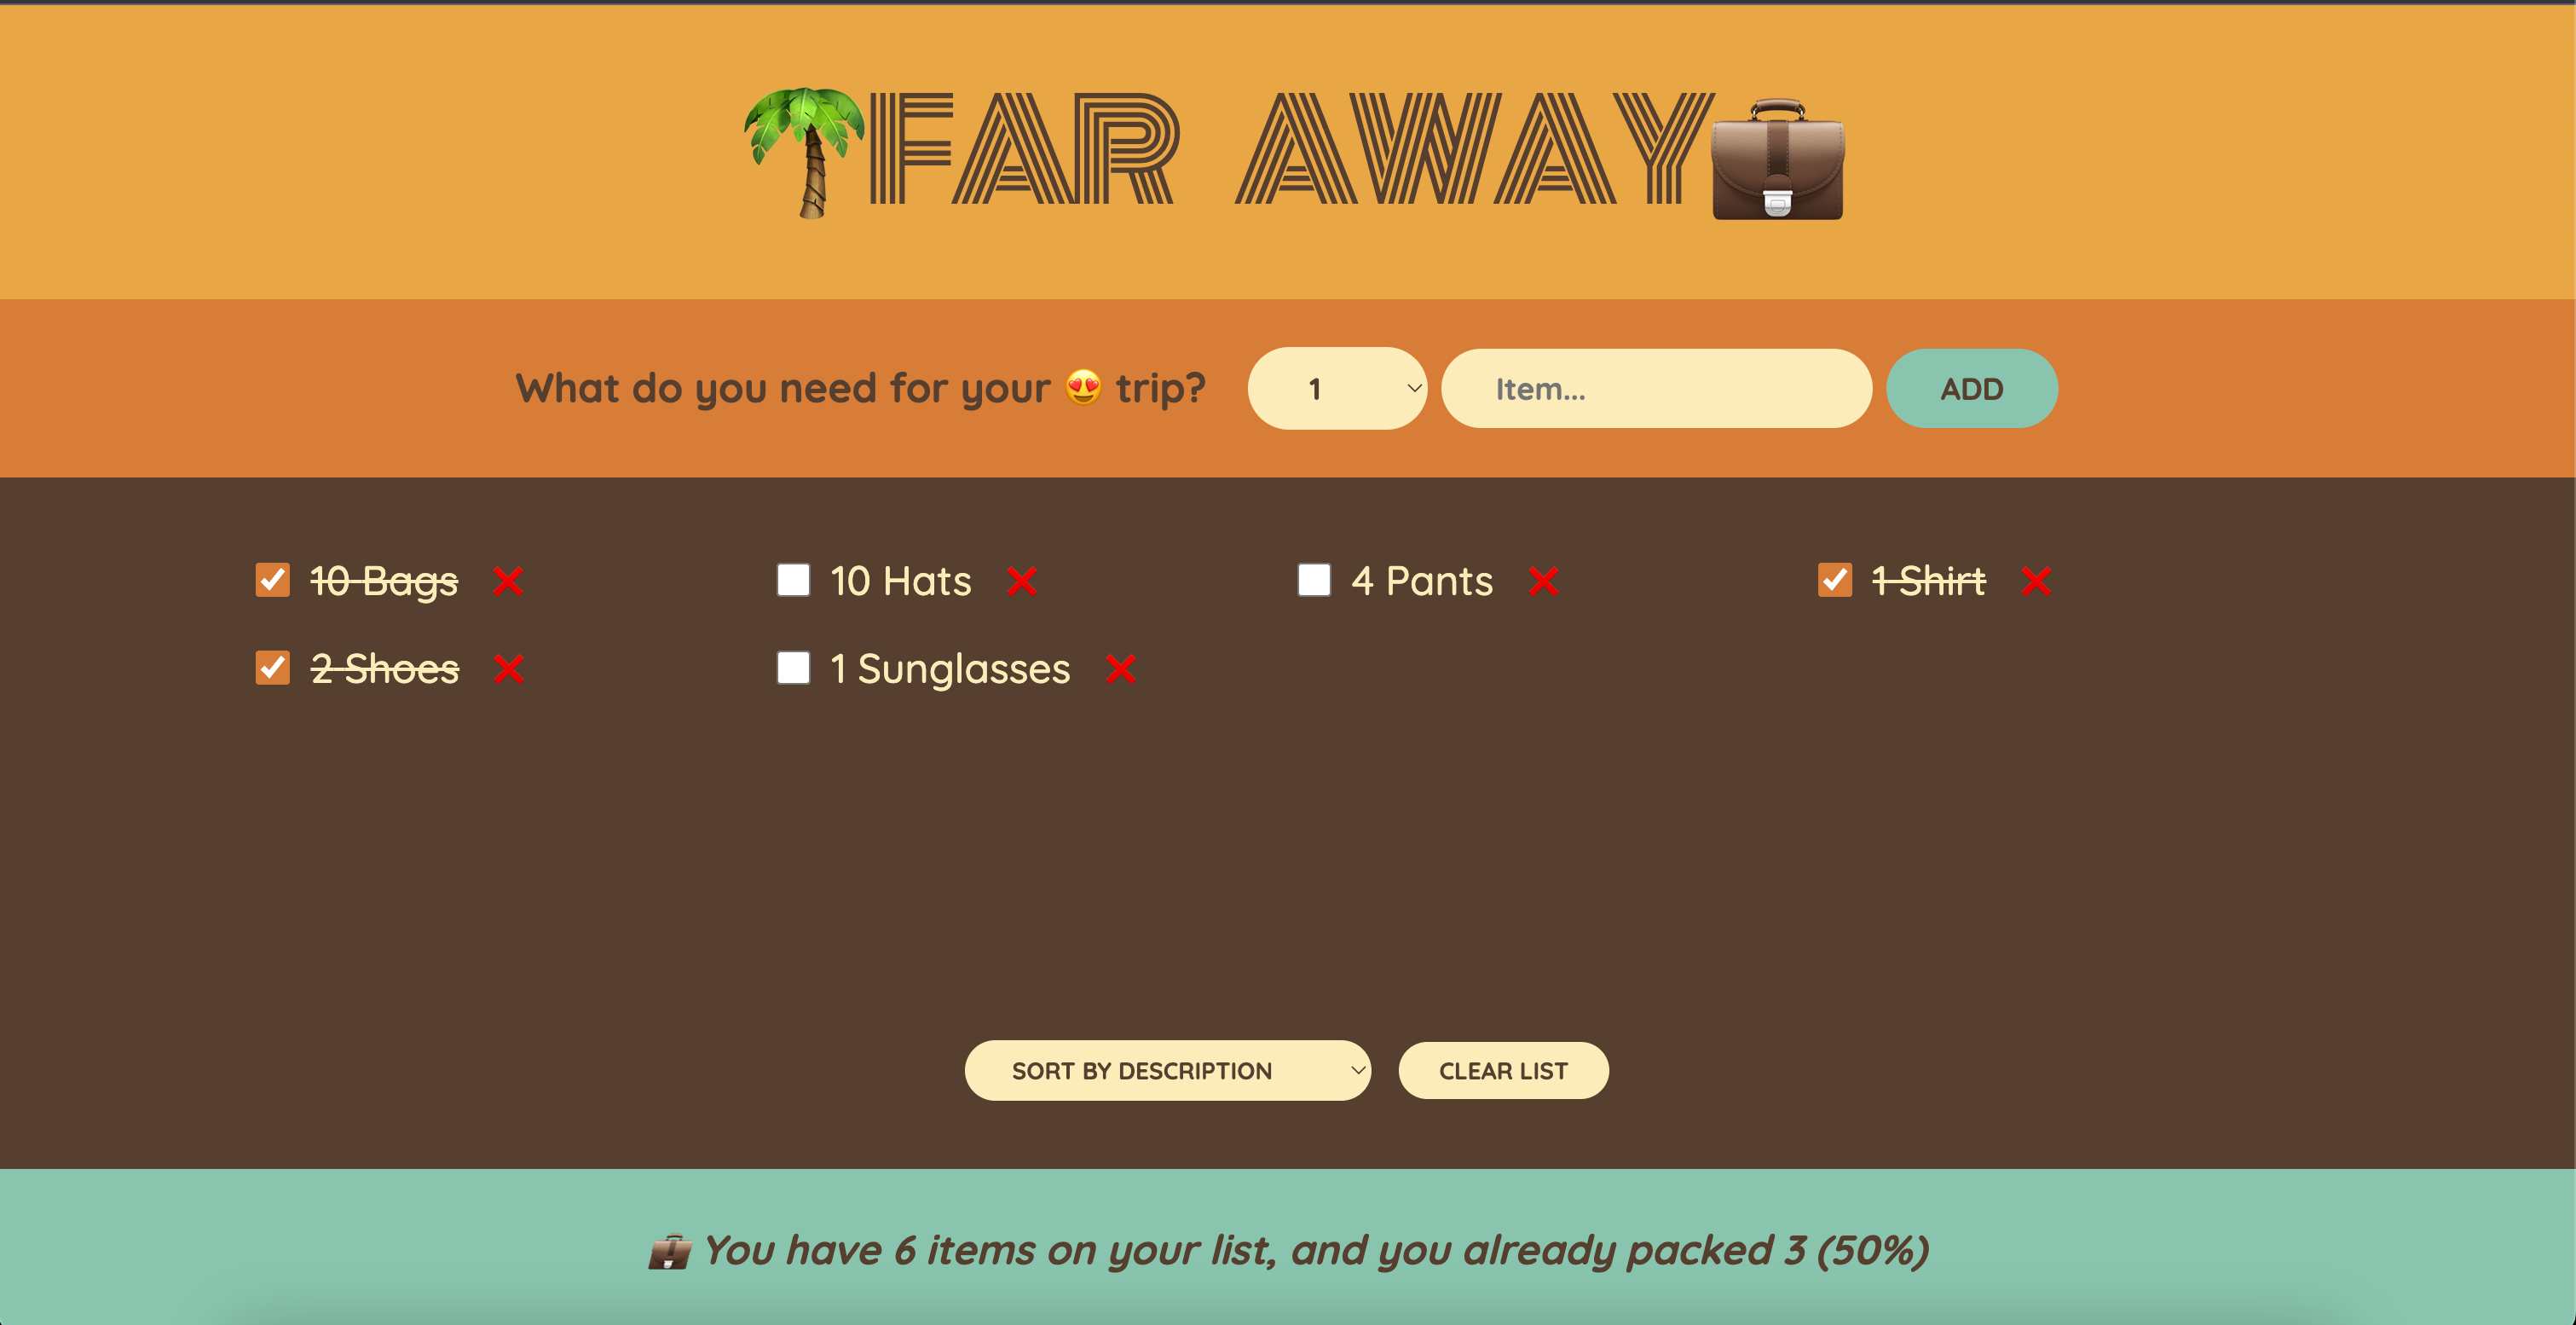 🌴FAR AWAY💼
What do you need for your 😍 trip? 1 Item... ADD
10 Bags ❌ 10 Hats ❌ 4 Pants ❌ 1 Shirt ❌
2 Shoes ❌ 1 Sunglasses ❌
SORT BY DESCRIPTION CLEAR LIST
💼 You have 6 items on your list, and you already packed 3 (50%)